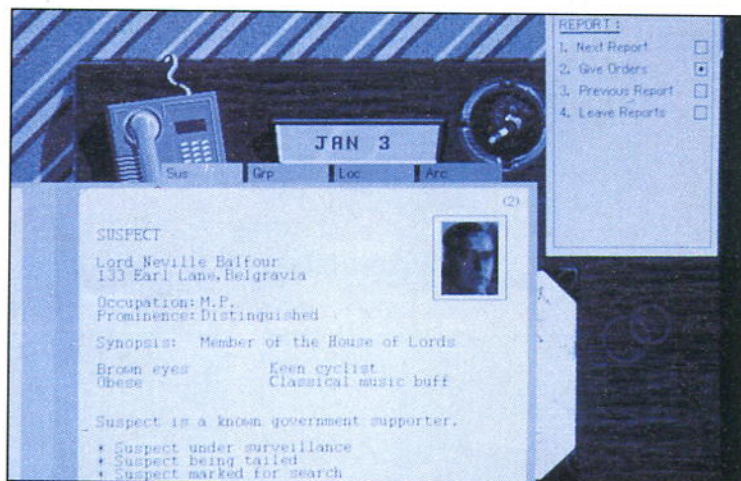 REPORT:
1. Next Report
2. Give Orders
3. Previous Report
4. Leave Reports
JAN 3
Sus Grp Loc Arc
(2)
SUSPECT
Lord Neville Balfour
133 Earl Lane, Belgravia
Occupation: M.P.
Prominence: Distinguished
Synopsis: Member of the House of Lords
Brown eyes Keen cyclist
Obese Classical music buff
Suspect is a known government supporter.
* Suspect under surveillance
* Suspect being tailed
* Suspect marked for search